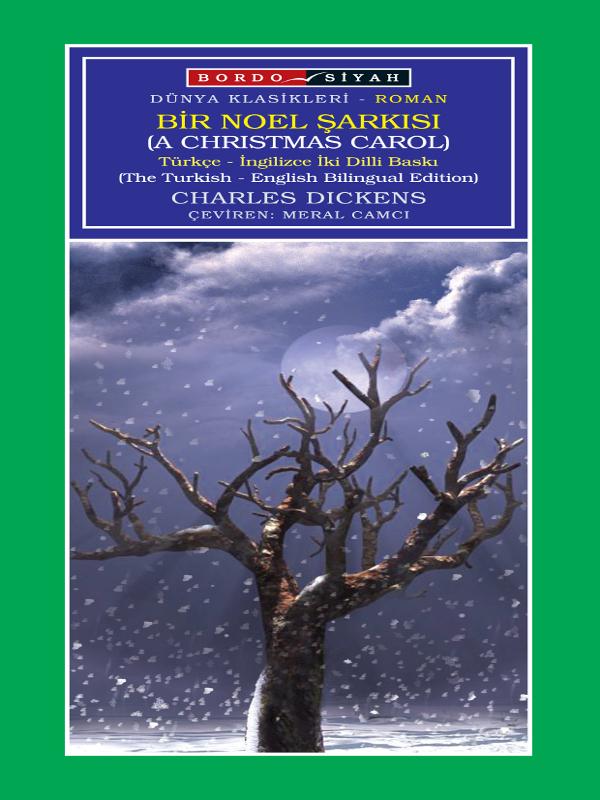 BORDO SİYAH
DÜNYA KLASİKLERİ - ROMAN
BİR NOEL ŞARKISI
(A CHRISTMAS CAROL)
Türkçe - İngilizce İki Dilli Baskı
(The Turkish - English Bilingual Edition)
CHARLES DICKENS
ÇEVİREN: MERAL CAMCI